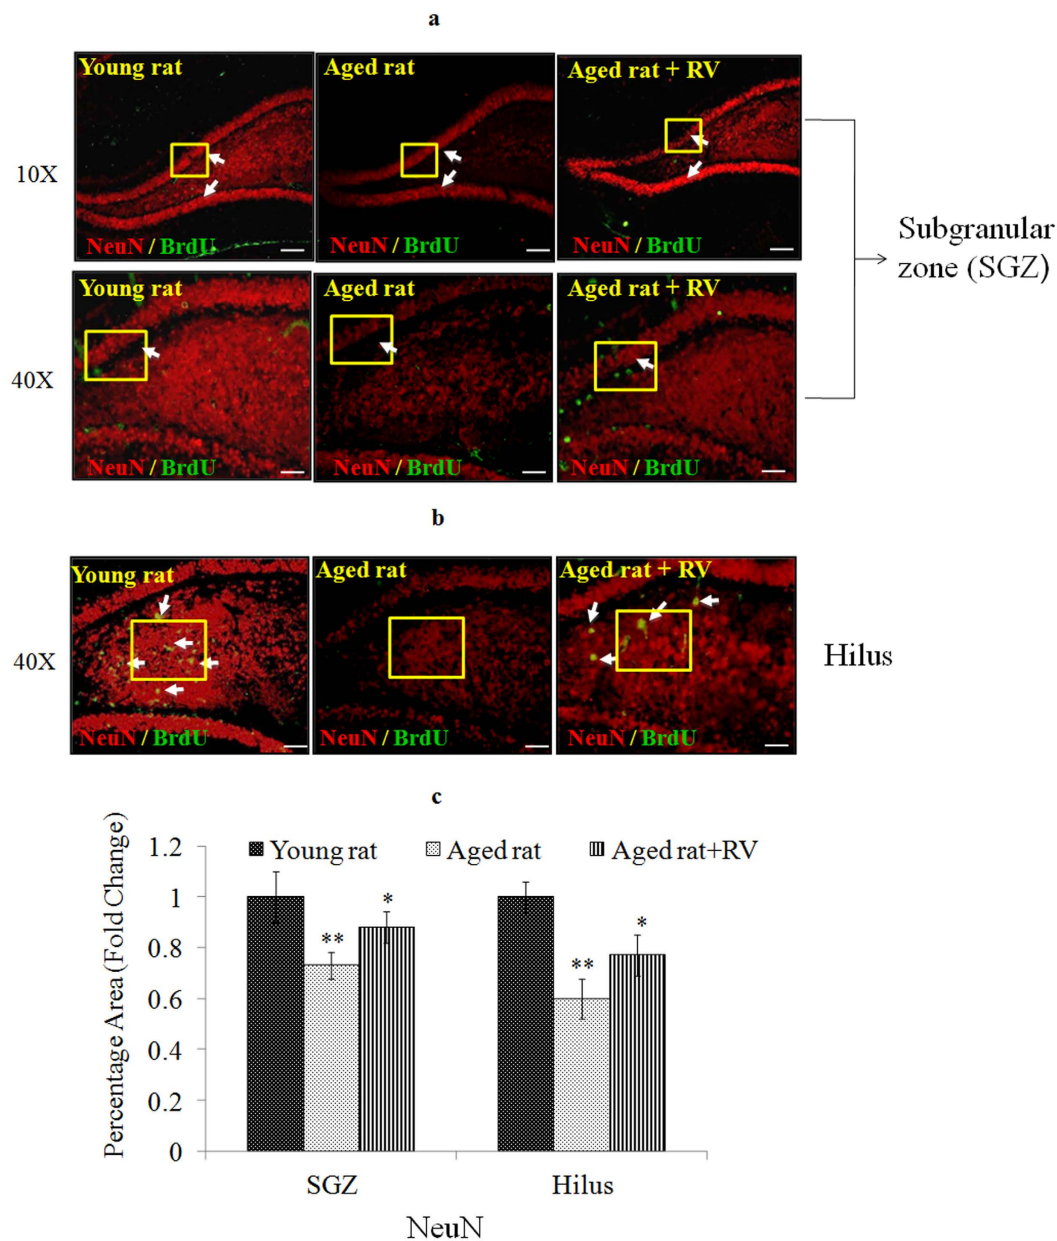 a
Young rat
Aged rat
Aged rat + RV
10X
NeuN / BrdU
NeuN / BrdU
NeuN / BrdU
Subgranular
zone (SGZ)
Young rat
Aged rat
Aged rat + RV
40X
NeuN / BrdU
NeuN / BrdU
NeuN / BrdU
b
Young rat
Aged rat
Aged rat + RV
40X
Hilus
NeuN / BrdU
NeuN / BrdU
NeuN / BrdU
c
Percentage Area (Fold Change)
Young rat
Aged rat
Aged rat+RV
1.2
1
0.8
0.6
0.4
0.2
0
**
*
**
*
SGZ
Hilus
NeuN